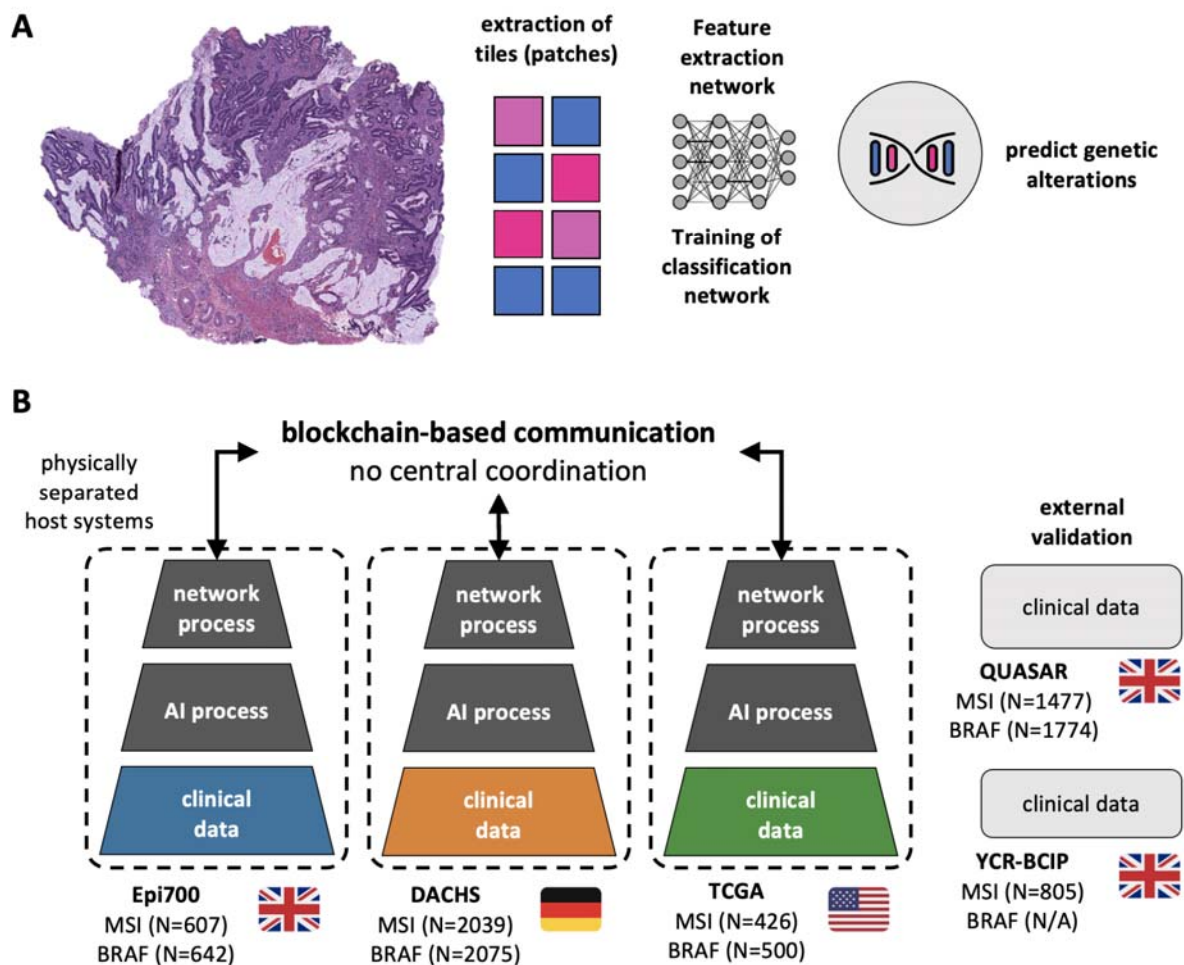 A
extraction of
tiles (patches)
Feature
extraction
network
Training of
classification
network
predict genetic
alterations
B
blockchain-based communication
no central coordination
physically
separated
host systems
network
process
AI process
clinical
data
Epi700
MSI (N=607)
BRAF (N=642)
network
process
AI process
clinical
data
DACHS
MSI (N=2039)
BRAF (N=2075)
network
process
AI process
clinical
data
TCGA
MSI (N=426)
BRAF (N=500)
external
validation
clinical data
QUASAR
MSI (N=1477)
BRAF (N=1774)
clinical data
YCR-BCIP
MSI (N=805)
BRAF (N/A)